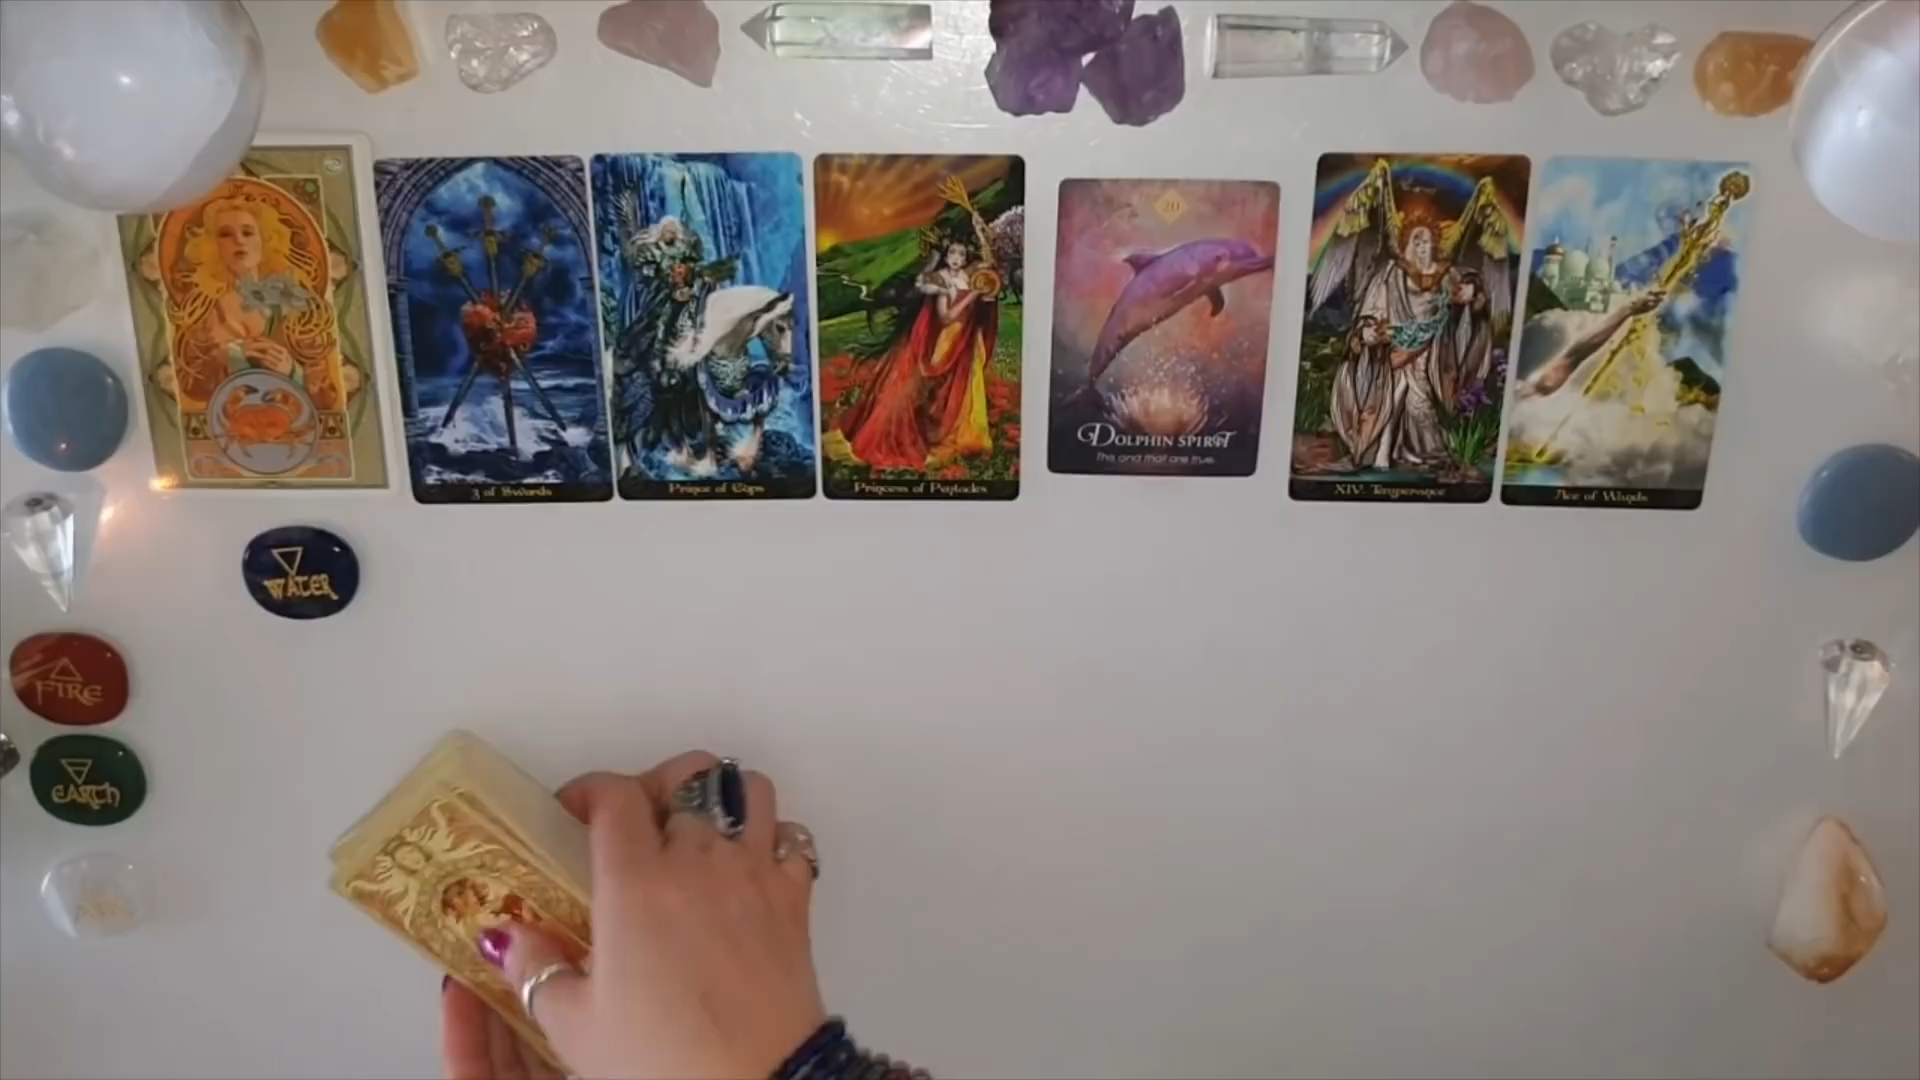 3 of Swords
Prince of Cups
Princess of Pentacles
20
DOLPHIN SPIRIT
This and that are true.
XIV. Temperance
Ace of Wands
WATER
FIRE
EARTH